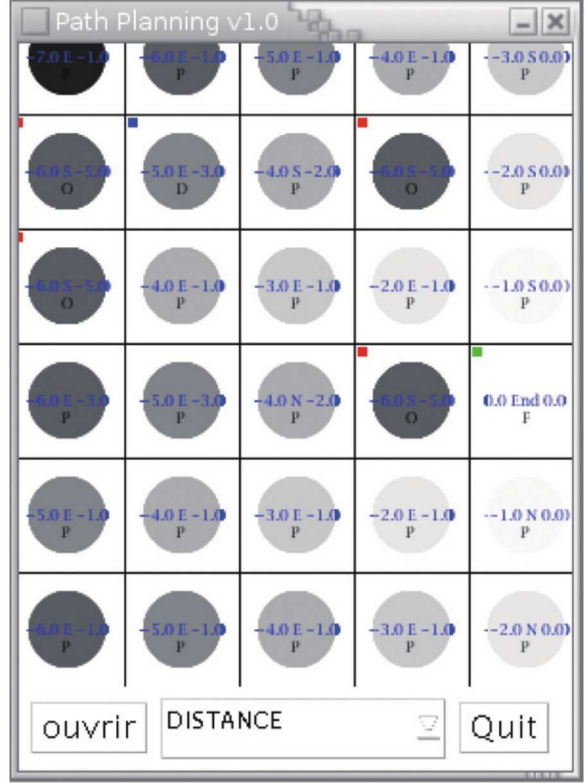 Path Planning v1.0
-7.0 E -1.0 -6.0 E -1.0 -5.0 E -1.0 -4.0 E -1.0 -3.0 S 0.0
P P P P P
-6.0 S -5.0 -5.0 E -3.0 -4.0 S -2.0 -6.0 S -5.0 -2.0 S 0.0
O D P O P
-6.0 S -5.0 -4.0 E -1.0 -3.0 E -1.0 -2.0 E -1.0 -1.0 S 0.0
O P P P P
-6.0 E -3.0 -5.0 E -3.0 -4.0 N -2.0 -6.0 S -5.0 0.0 End 0.0
P P P O F
-5.0 E -1.0 -4.0 E -1.0 -3.0 E -1.0 -2.0 E -1.0 -1.0 N 0.0
P P P P P
-6.0 E -1.0 -5.0 E -1.0 -4.0 E -1.0 -3.0 E -1.0 -2.0 N 0.0
P P P P P
ouvrir DISTANCE Quit